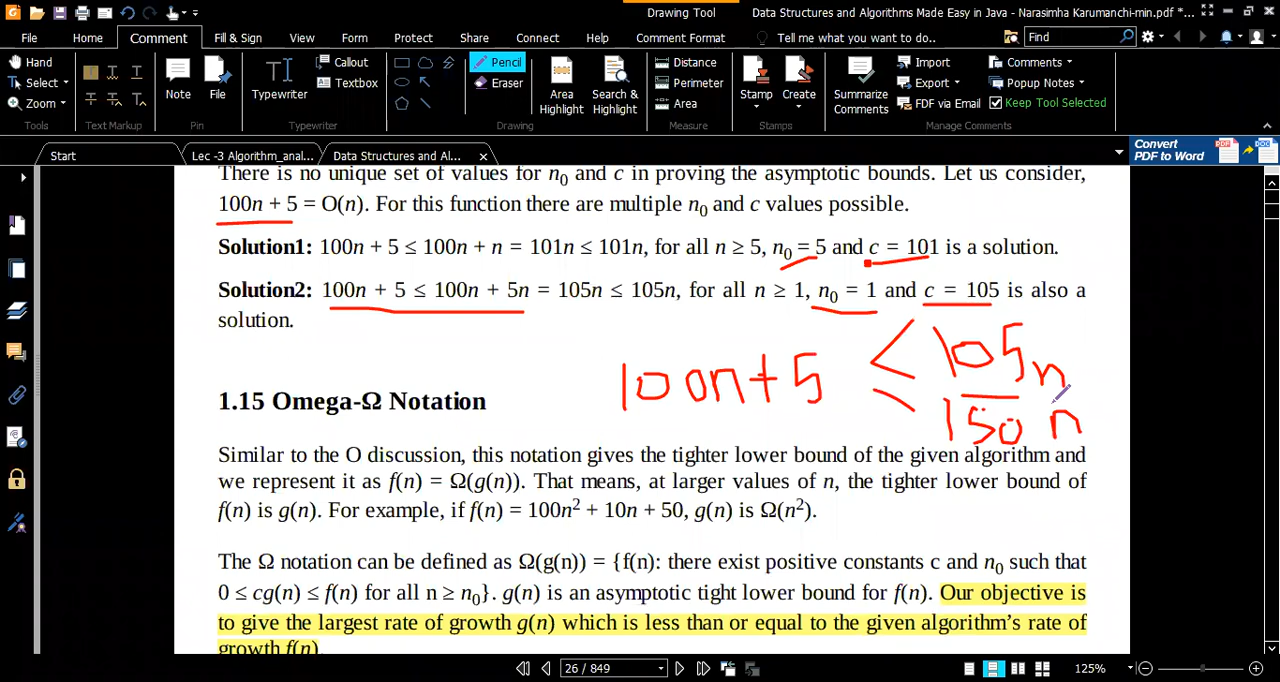 Drawing Tool Data Structures and Algorithms Made Easy in Java - Narasimha Karumanchi-min.pdf * ...
File Home Comment Fill & Sign View Form Protect Share Connect Help Comment Format Tell me what you want to do.. Find
Hand
Select
Zoom
Tools
Text Markup
Note
File
Pin
Typewriter
Callout
Textbox
Typewriter
Pencil
Eraser
Drawing
Area Highlight
Search & Highlight
Distance
Perimeter
Area
Measure
Stamp
Create
Stamps
Summarize Comments
Import
Export
FDF via Email
Comments
Popup Notes
Keep Tool Selected
Manage Comments
Start Lec -3 Algorithm_anal... Data Structures and Al...
Convert PDF to Word
PDF DOC
There is no unique set of values for n₀ and c in proving the asymptotic bounds. Let us consider,
100n + 5 = O(n). For this function there are multiple n₀ and c values possible.
Solution1: 100n + 5 ≤ 100n + n = 101n ≤ 101n, for all n ≥ 5, n₀ = 5 and c = 101 is a solution.
Solution2: 100n + 5 ≤ 100n + 5n = 105n ≤ 105n, for all n ≥ 1, n₀ = 1 and c = 105 is also a
solution.
100n+5 ≤ 105n
150 n
1.15 Omega-Ω Notation
Similar to the O discussion, this notation gives the tighter lower bound of the given algorithm and
we represent it as f(n) = Ω(g(n)). That means, at larger values of n, the tighter lower bound of
f(n) is g(n). For example, if f(n) = 100n² + 10n + 50, g(n) is Ω(n²).
The Ω notation can be defined as Ω(g(n)) = {f(n): there exist positive constants c and n₀ such that
0 ≤ cg(n) ≤ f(n) for all n ≥ n₀}. g(n) is an asymptotic tight lower bound for f(n). Our objective is
to give the largest rate of growth g(n) which is less than or equal to the given algorithm's rate of
growth f(n).
26 / 849 125%